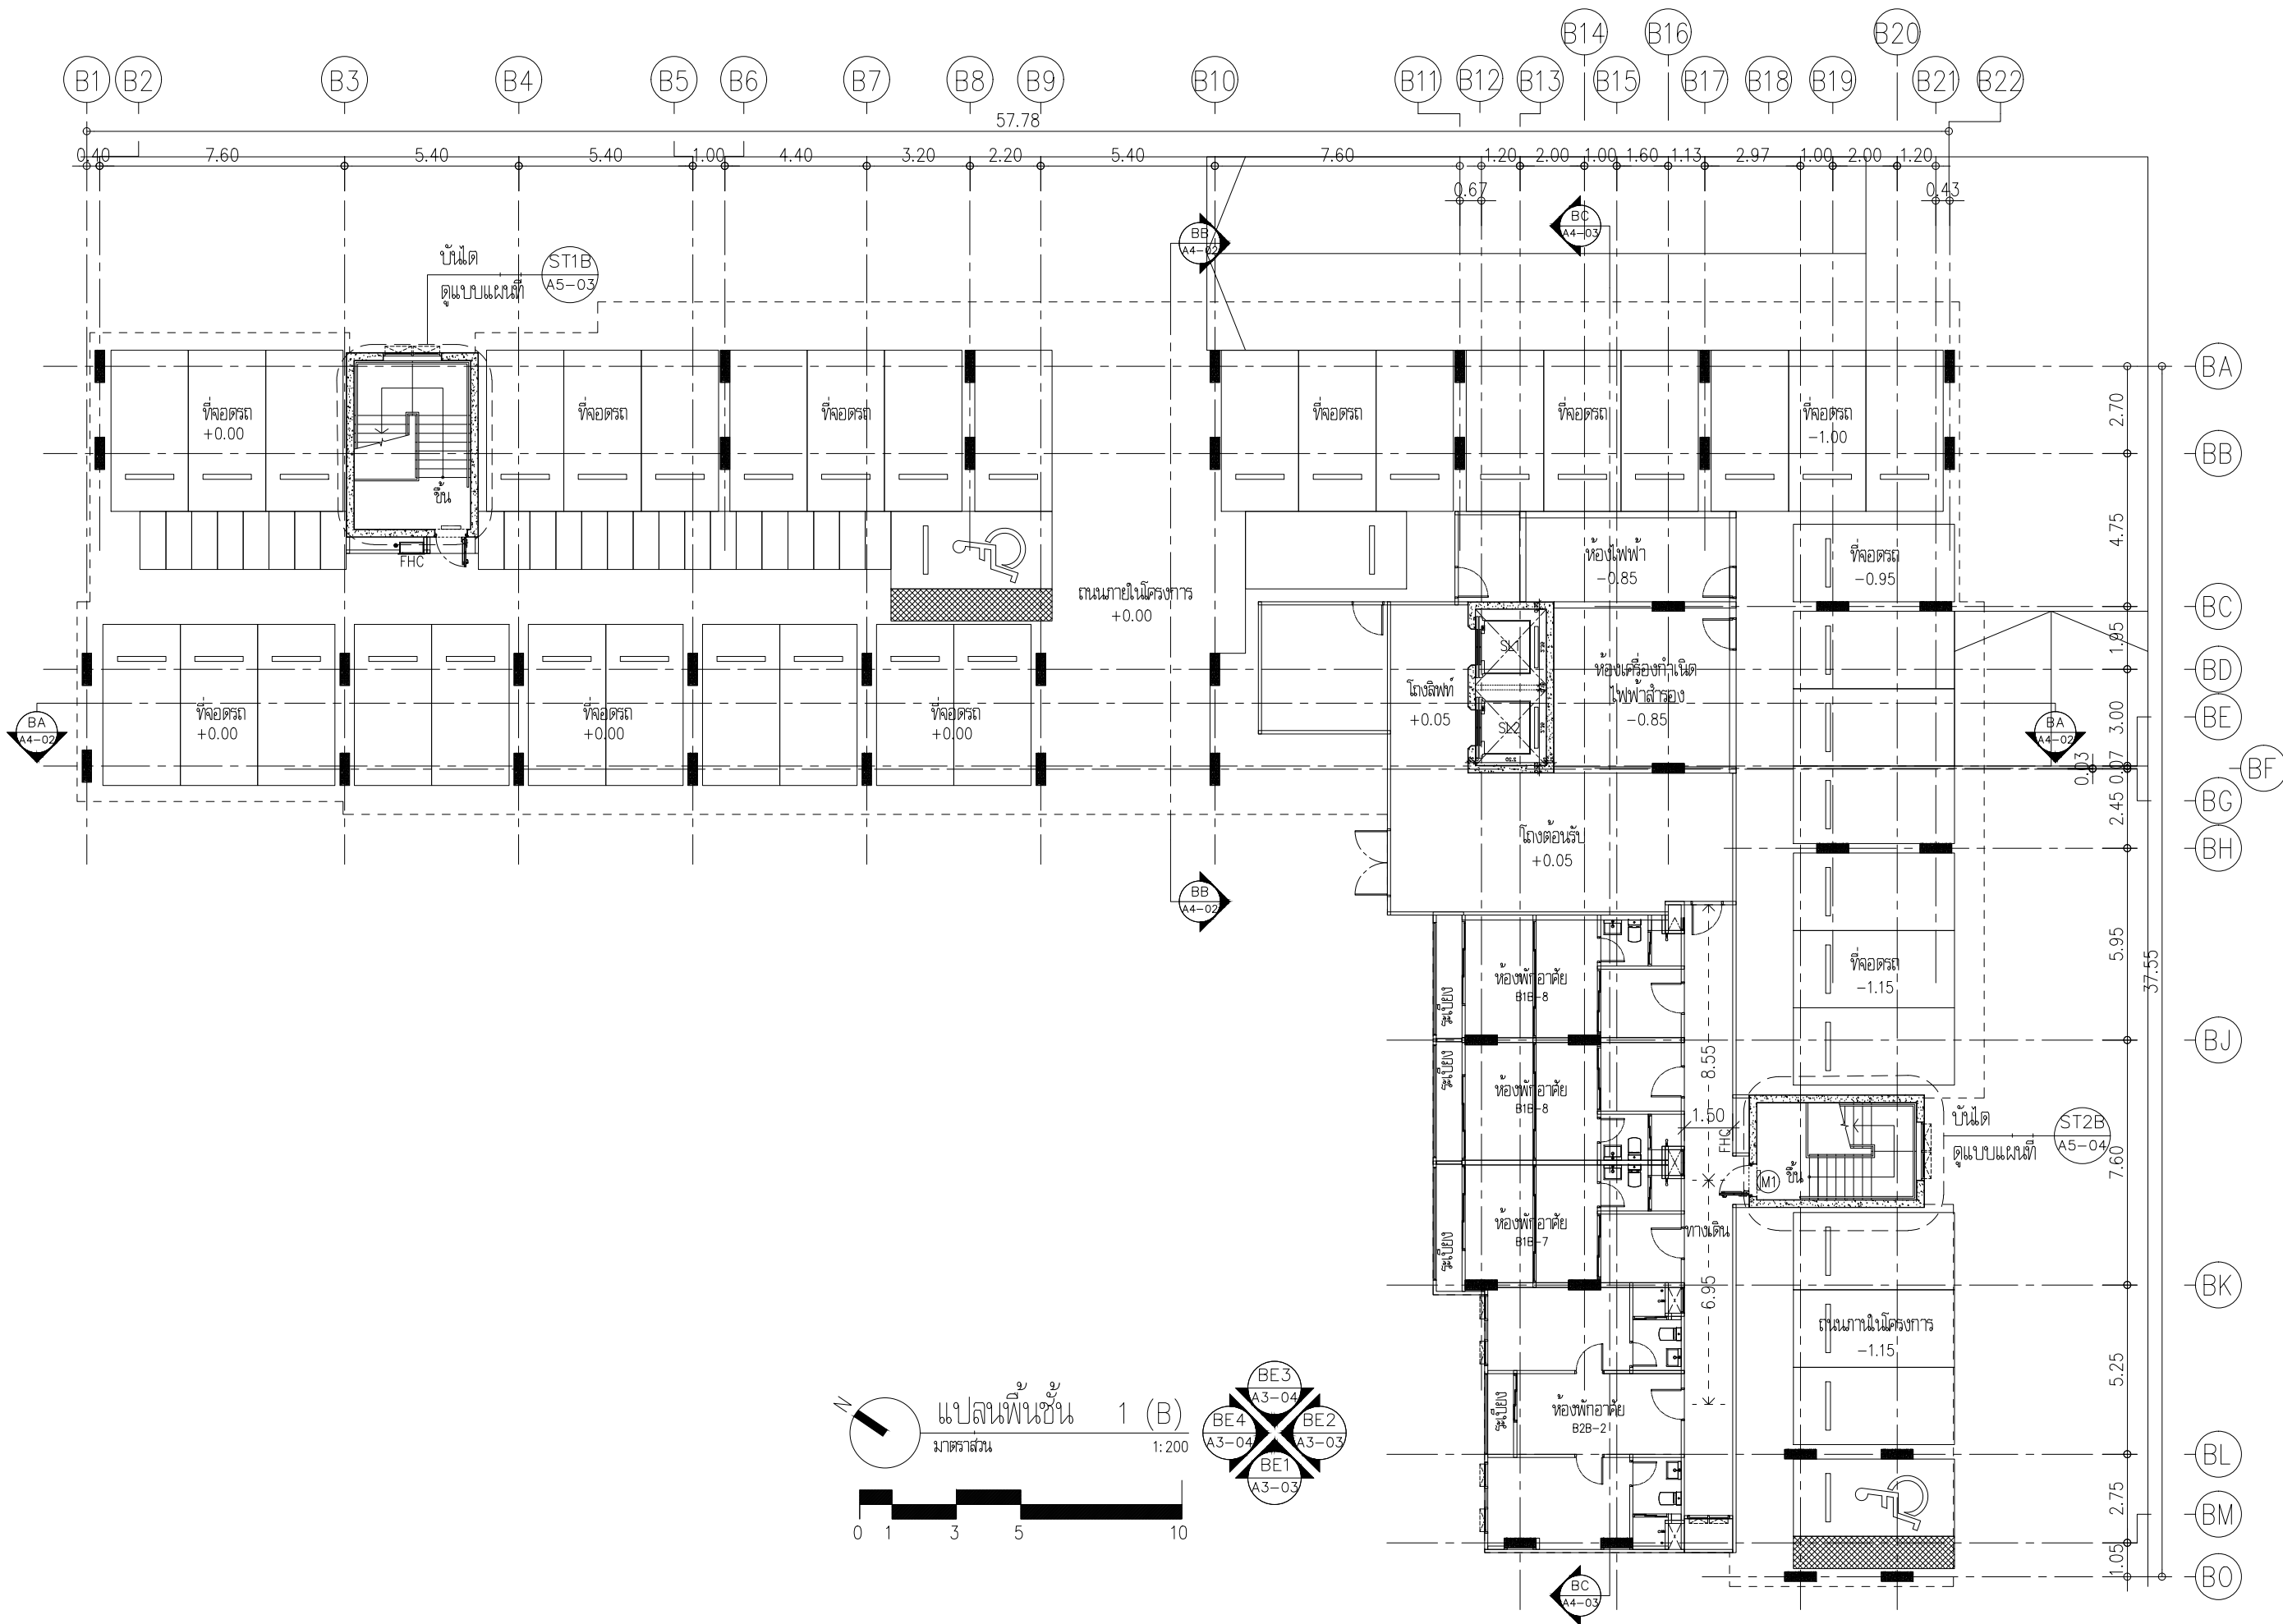 B14 B16 B20
B1 B2 B3 B4 B5 B6 B7 B8 B9 B10 B11 B12 B13 B15 B17 B18 B19 B21 B22
57.78
0.40 7.60 5.40 5.40 1.00 4.40 3.20 2.20 5.40 7.60 1.20 2.00 1.00 1.60 1.13 2.97 1.00 2.00 1.20
0.67 0.43
BC
A4-03
BB
A4-02
บันได
ดูแบบแผนที่
ST1B
A5-03
BA
2.70
BB
4.75
BC
1.95
BD
3.00
BE
0.07
0.03
BF
2.45
BG
BH
5.95
37.55
BJ
7.60
BK
5.25
BL
2.75
BM
1.05
BO
ที่จอดรถ
+0.00
ที่จอดรถ
ที่จอดรถ
ที่จอดรถ
ที่จอดรถ
ที่จอดรถ
-1.00
ขึ้น
FHC
ถนนภายในโครงการ
+0.00
ห้องไฟฟ้า
-0.85
ที่จอดรถ
-0.95
SL1
SL2
โถงลิฟท์
+0.05
ห้องเครื่องกำเนิด
ไฟฟ้าสำรอง
-0.85
ที่จอดรถ
+0.00
ที่จอดรถ
+0.00
ที่จอดรถ
+0.00
BA
A4-02
BA
A4-02
โถงต้อนรับ
+0.05
BB
A4-02
ห้องพักอาศัย
B1B-8
ระเบียง
ที่จอดรถ
-1.15
ห้องพักอาศัย
B1B-8
ระเบียง
8.55
1.50
FHC
M1
ขึ้น
บันได
ดูแบบแผนที่
ST2B
A5-04
ห้องพักอาศัย
B1B-7
ระเบียง
ทางเดิน
6.95
ถนนภานในโครงการ
-1.15
ห้องพักอาศัย
B2B-2
ระเบียง
N
แปลนพื้นชั้น 1 (B)
มาตราส่วน 1:200
0 1 3 5 10
BE3
A3-04
BE4
A3-04
BE2
A3-03
BE1
A3-03
BC
A4-03